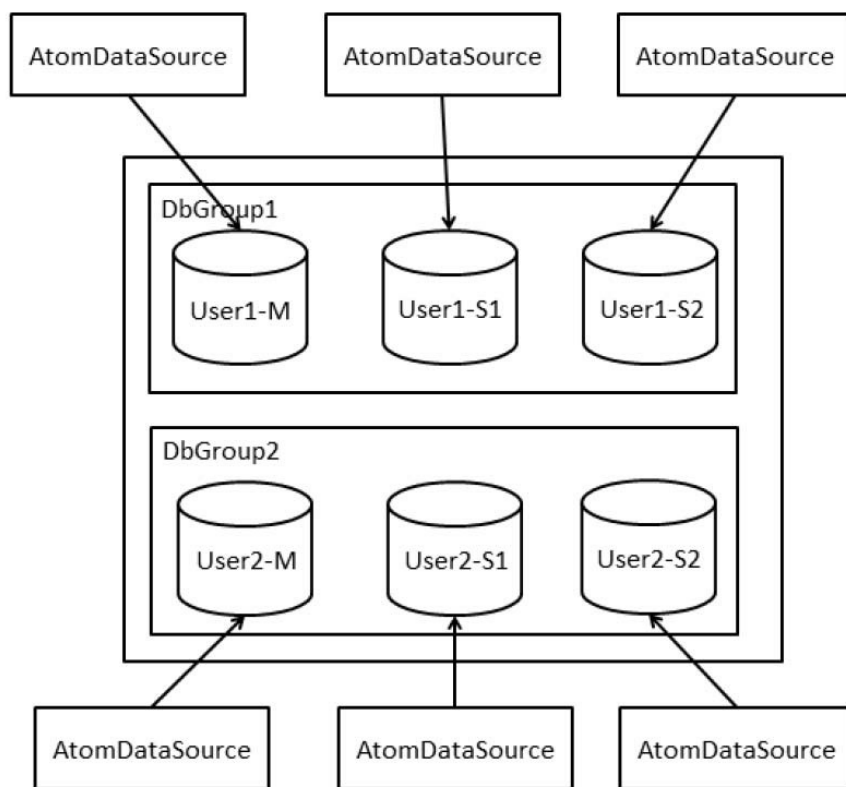 AtomDataSource
AtomDataSource
AtomDataSource
DbGroup1
User1-M
User1-S1
User1-S2
DbGroup2
User2-M
User2-S1
User2-S2
AtomDataSource
AtomDataSource
AtomDataSource